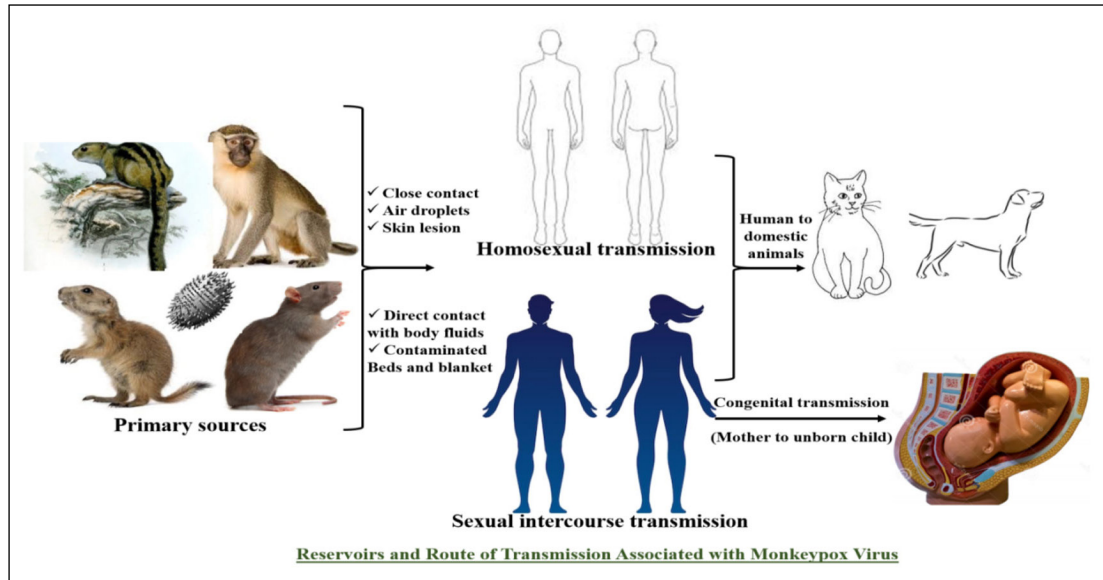 ✓ Close contact
✓ Air droplets
✓ Skin lesion
✓ Direct contact
with body fluids
✓ Contaminated
Beds and blanket
Primary sources
Homosexual transmission
Sexual intercourse transmission
Human to
domestic
animals
Congenital transmission
(Mother to unborn child)
Reservoirs and Route of Transmission Associated with Monkeypox Virus